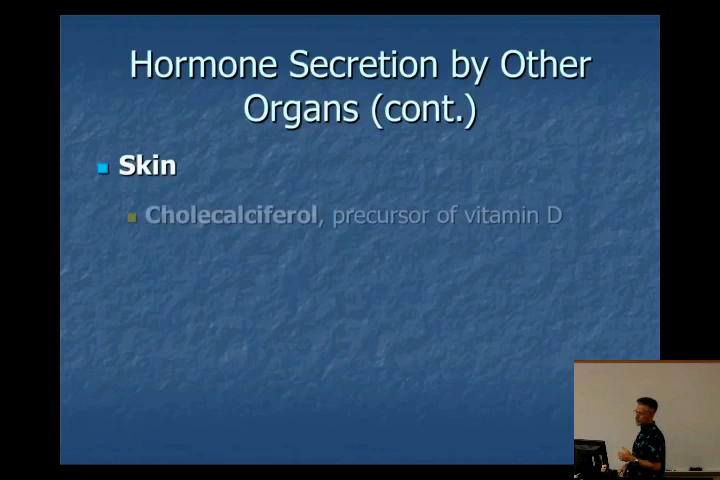 Hormone Secretion by Other
Organs (cont.)
Skin
Cholecalciferol, precursor of vitamin D